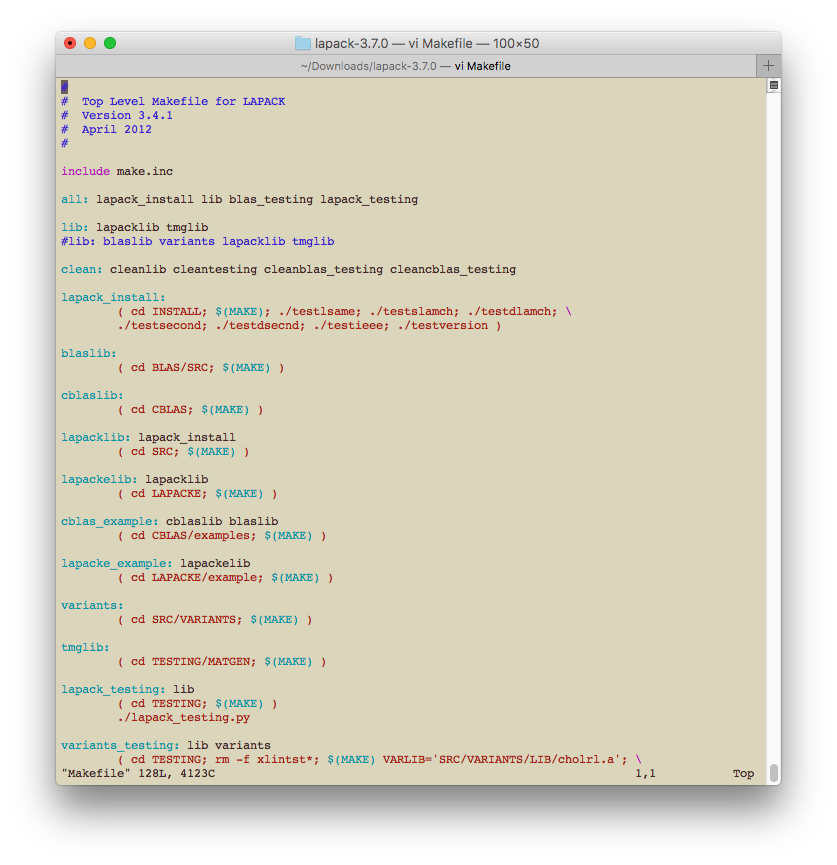 lapack-3.7.0 — vi Makefile — 100×50
~/Downloads/lapack-3.7.0 — vi Makefile
#
#  Top Level Makefile for LAPACK
#  Version 3.4.1
#  April 2012
#
include make.inc
all: lapack_install lib blas_testing lapack_testing
lib: lapacklib tmglib
#lib: blaslib variants lapacklib tmglib
clean: cleanlib cleantesting cleanblas_testing cleancblas_testing
lapack_install:
( cd INSTALL; $(MAKE); ./testlsame; ./testslamch; ./testdlamch; \
./testsecond; ./testdsecnd; ./testieee; ./testversion )
blaslib:
( cd BLAS/SRC; $(MAKE) )
cblaslib:
( cd CBLAS; $(MAKE) )
lapacklib: lapack_install
( cd SRC; $(MAKE) )
lapackelib: lapacklib
( cd LAPACKE; $(MAKE) )
cblas_example: cblaslib blaslib
( cd CBLAS/examples; $(MAKE) )
lapacke_example: lapackelib
( cd LAPACKE/example; $(MAKE) )
variants:
( cd SRC/VARIANTS; $(MAKE) )
tmglib:
( cd TESTING/MATGEN; $(MAKE) )
lapack_testing: lib
( cd TESTING; $(MAKE) )
./lapack_testing.py
variants_testing: lib variants
( cd TESTING; rm -f xlintst*; $(MAKE) VARLIB='SRC/VARIANTS/LIB/cholrl.a'; \
"Makefile" 128L, 4123C 1,1 Top